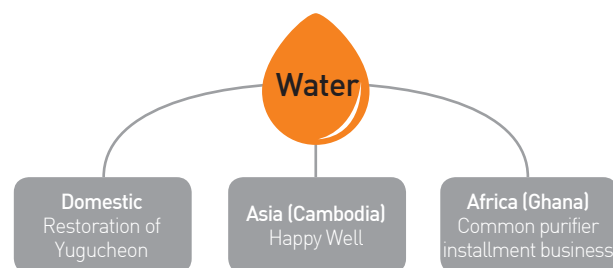 Water
Domestic
Restoration of
Yugucheon
Asia (Cambodia)
Happy Well
Africa (Ghana)
Common purifier
installment business